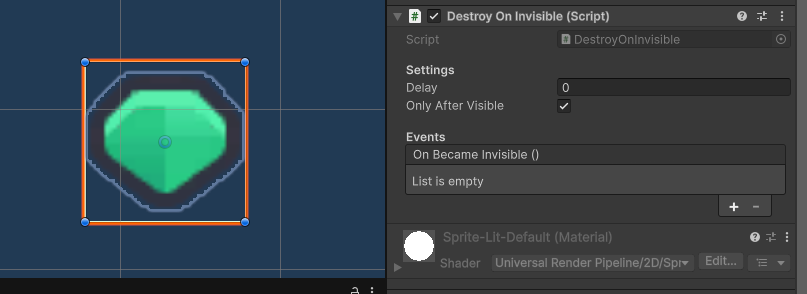 # Destroy On Invisible (Script)
Script # DestroyOnInvisible
Settings
Delay 0
Only After Visible
Events
On Became Invisible ()
List is empty
+ −
Sprite-Lit-Default (Material)
Shader Universal Render Pipeline/2D/Spr Edit...